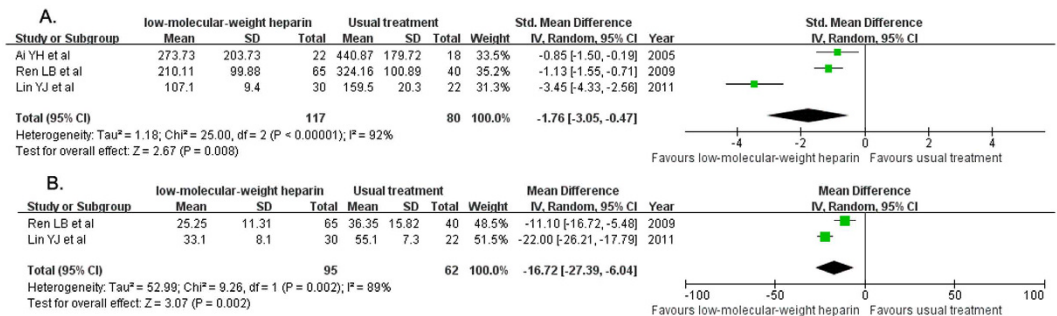 A.
low-molecular-weight heparin Usual treatment Std. Mean Difference Std. Mean Difference
Study or Subgroup Mean SD Total Mean SD Total Weight IV, Random, 95% CI Year IV, Random, 95% CI
Ai YH et al 273.73 203.73 22 440.87 179.72 18 33.5% -0.85 [-1.50, -0.19] 2005
Ren LB et al 210.11 99.88 65 324.16 100.89 40 35.2% -1.13 [-1.55, -0.71] 2009
Lin YJ et al 107.1 9.4 30 159.5 20.3 22 31.3% -3.45 [-4.33, -2.56] 2011
Total (95% CI) 117 80 100.0% -1.76 [-3.05, -0.47]
Heterogeneity: Tau² = 1.18; Chi² = 25.00, df = 2 (P < 0.00001); I² = 92%
Test for overall effect: Z = 2.67 (P = 0.008)
-4 -2 0 2 4
Favours low-molecular-weight heparin Favours usual treatment
B.
low-molecular-weight heparin Usual treatment Mean Difference Mean Difference
Study or Subgroup Mean SD Total Mean SD Total Weight IV, Random, 95% CI Year IV, Random, 95% CI
Ren LB et al 25.25 11.31 65 36.35 15.82 40 48.5% -11.10 [-16.72, -5.48] 2009
Lin YJ et al 33.1 8.1 30 55.1 7.3 22 51.5% -22.00 [-26.21, -17.79] 2011
Total (95% CI) 95 62 100.0% -16.72 [-27.39, -6.04]
Heterogeneity: Tau² = 52.99; Chi² = 9.26, df = 1 (P = 0.002); I² = 89%
Test for overall effect: Z = 3.07 (P = 0.002)
-100 -50 0 50 100
Favours low-molecular-weight heparin Favours usual treatment